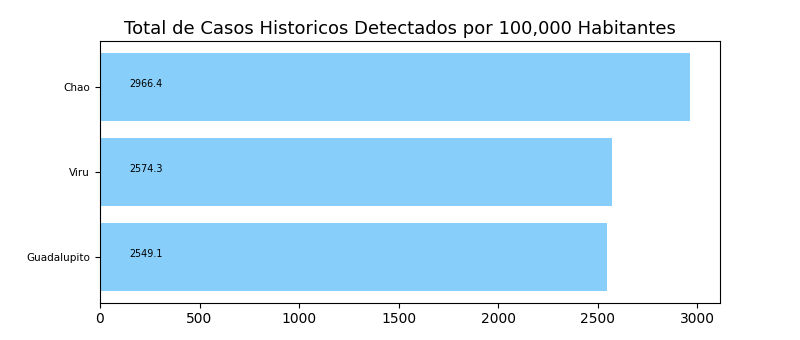 Total de Casos Historicos Detectados por 100,000 Habitantes
Chao
2966.4
Viru
2574.3
Guadalupito
2549.1
0 500 1000 1500 2000 2500 3000